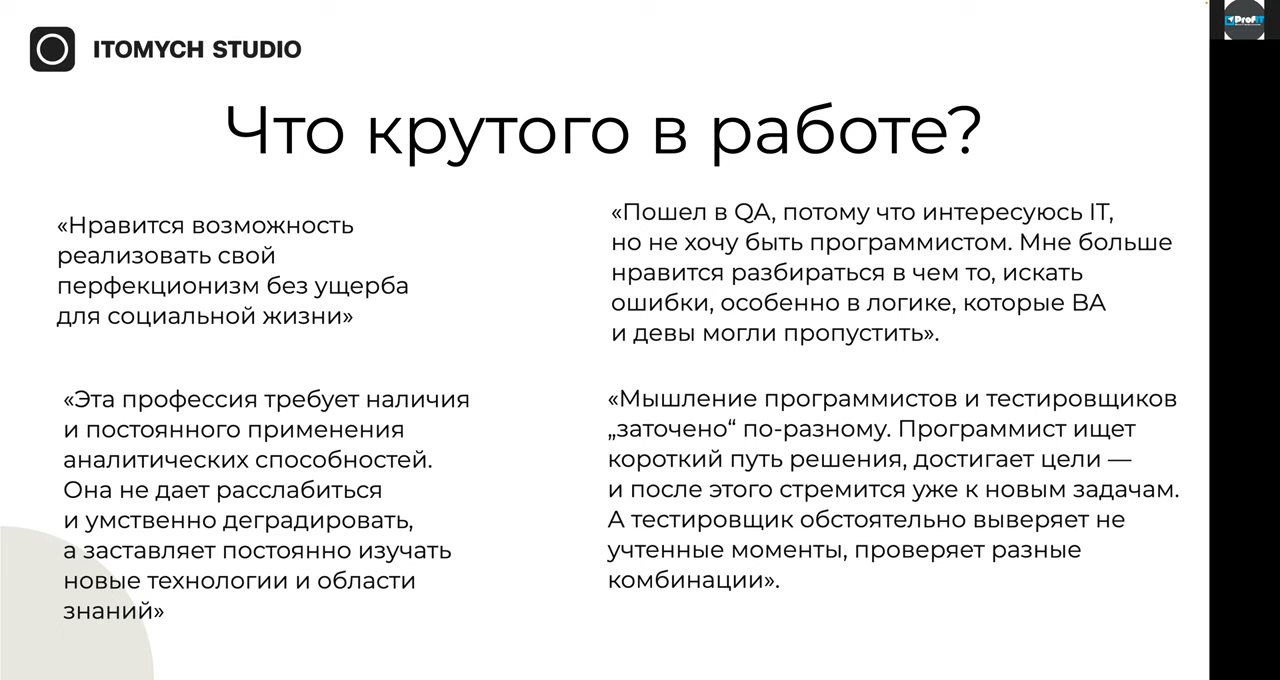 ITOMYCH STUDIO
ProfIT
Что крутого в работе?
«Нравится возможность
реализовать свой
перфекционизм без ущерба
для социальной жизни»
«Пошел в QA, потому что интересуюсь IT,
но не хочу быть программистом. Мне больше
нравится разбираться в чем то, искать
ошибки, особенно в логике, которые BA
и девы могли пропустить».
«Эта профессия требует наличия
и постоянного применения
аналитических способностей.
Она не дает расслабиться
и умственно деградировать,
а заставляет постоянно изучать
новые технологии и области
знаний»
«Мышление программистов и тестировщиков
„заточено“ по-разному. Программист ищет
короткий путь решения, достигает цели —
и после этого стремится уже к новым задачам.
А тестировщик обстоятельно выверяет не
учтенные моменты, проверяет разные
комбинации».